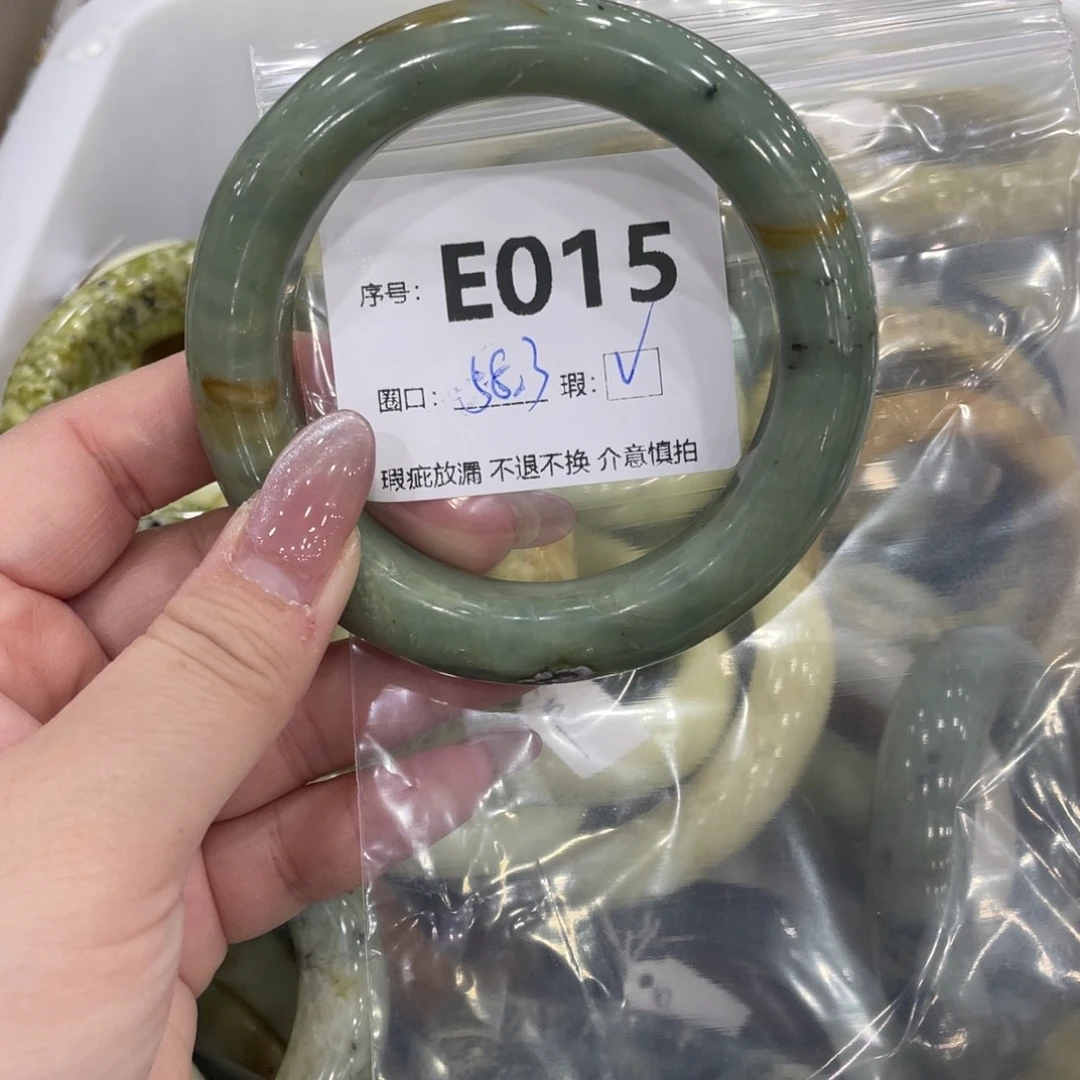 序号: E015
圈口: 58.3 瑕: ✓
瑕疵放漏 不退不换 介意慎拍